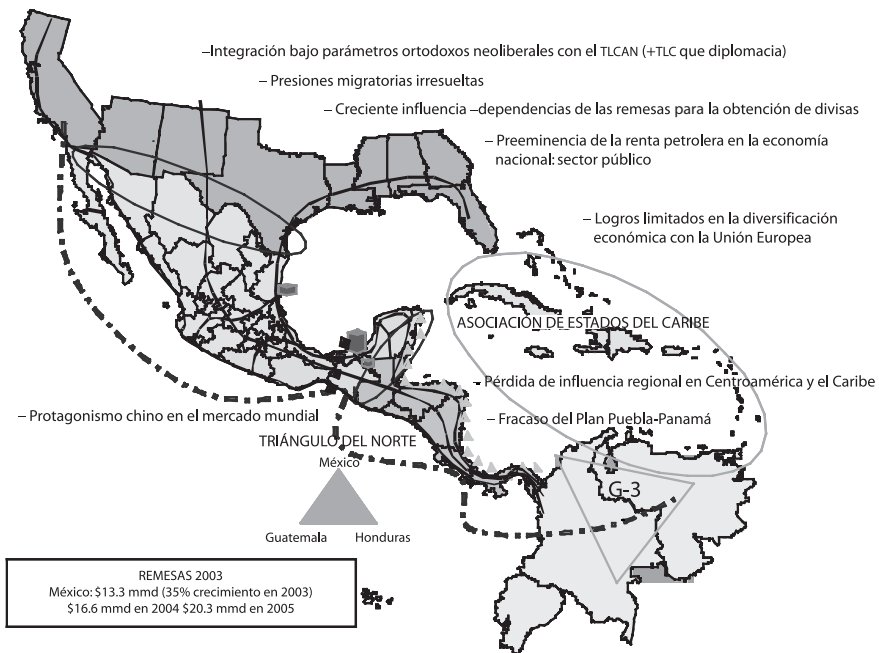 –Integración bajo parámetros ortodoxos neoliberales con el TLCAN (+TLC que diplomacia)
– Presiones migratorias irresueltas
– Creciente influencia –dependencias de las remesas para la obtención de divisas
– Preeminencia de la renta petrolera en la economía
nacional: sector público
– Logros limitados en la diversificación
económica con la Unión Europea
ASOCIACIÓN DE ESTADOS DEL CARIBE
– Pérdida de influencia regional en Centroamérica y el Caribe
– Protagonismo chino en el mercado mundial
– Fracaso del Plan Puebla-Panamá
TRIÁNGULO DEL NORTE
México
Guatemala Honduras
G-3
REMESAS 2003
México: $13.3 mmd (35% crecimiento en 2003)
$16.6 mmd en 2004 $20.3 mmd en 2005